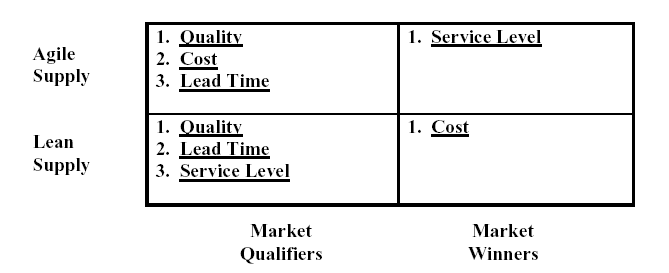 Agile
Supply
1. Quality
2. Cost
3. Lead Time
1. Service Level
Lean
Supply
1. Quality
2. Lead Time
3. Service Level
1. Cost
Market
Qualifiers
Market
Winners